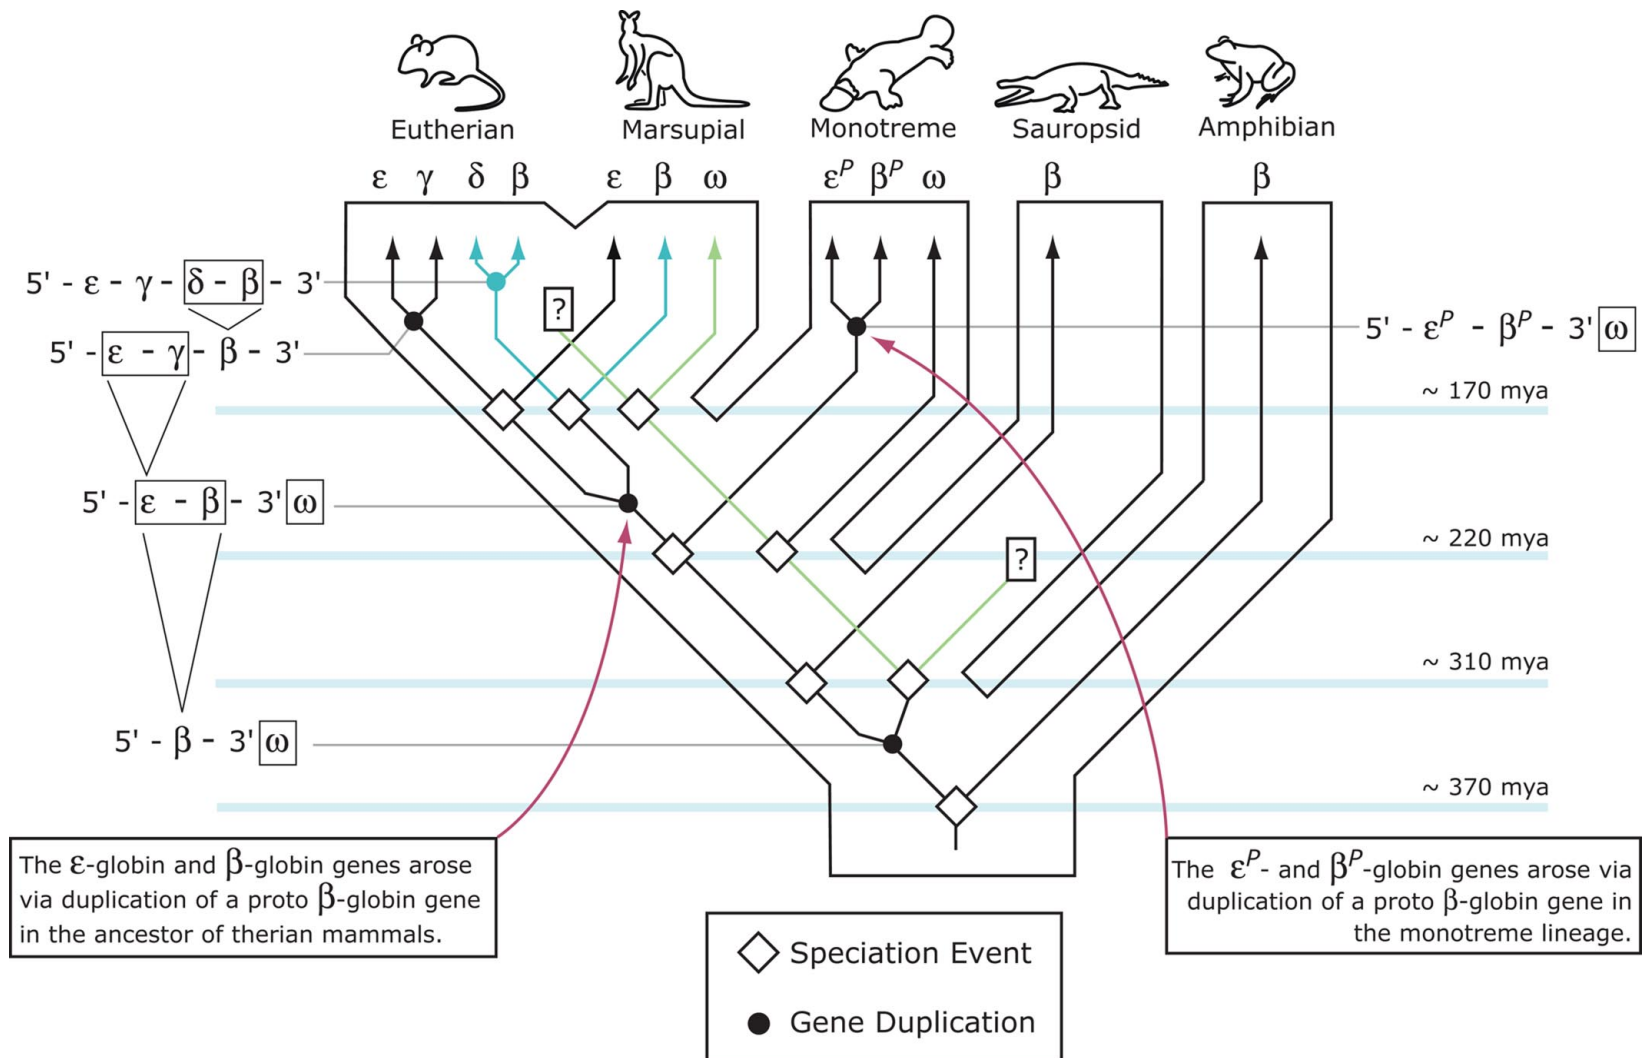 Eutherian Marsupial Monotreme Sauropsid Amphibian
ε γ δ β ε β ω εᴾ βᴾ ω β β
5' - ε - γ - δ - β - 3'
?
5' - εᴾ - βᴾ - 3' ω
5' - ε - γ - β - 3'
~ 170 mya
5' - ε - β - 3' ω
~ 220 mya
?
~ 310 mya
5' - β - 3' ω
~ 370 mya
The ε-globin and β-globin genes arose
via duplication of a proto β-globin gene
in the ancestor of therian mammals.
The εᴾ- and βᴾ-globin genes arose via
duplication of a proto β-globin gene in
the monotreme lineage.
Speciation Event
Gene Duplication